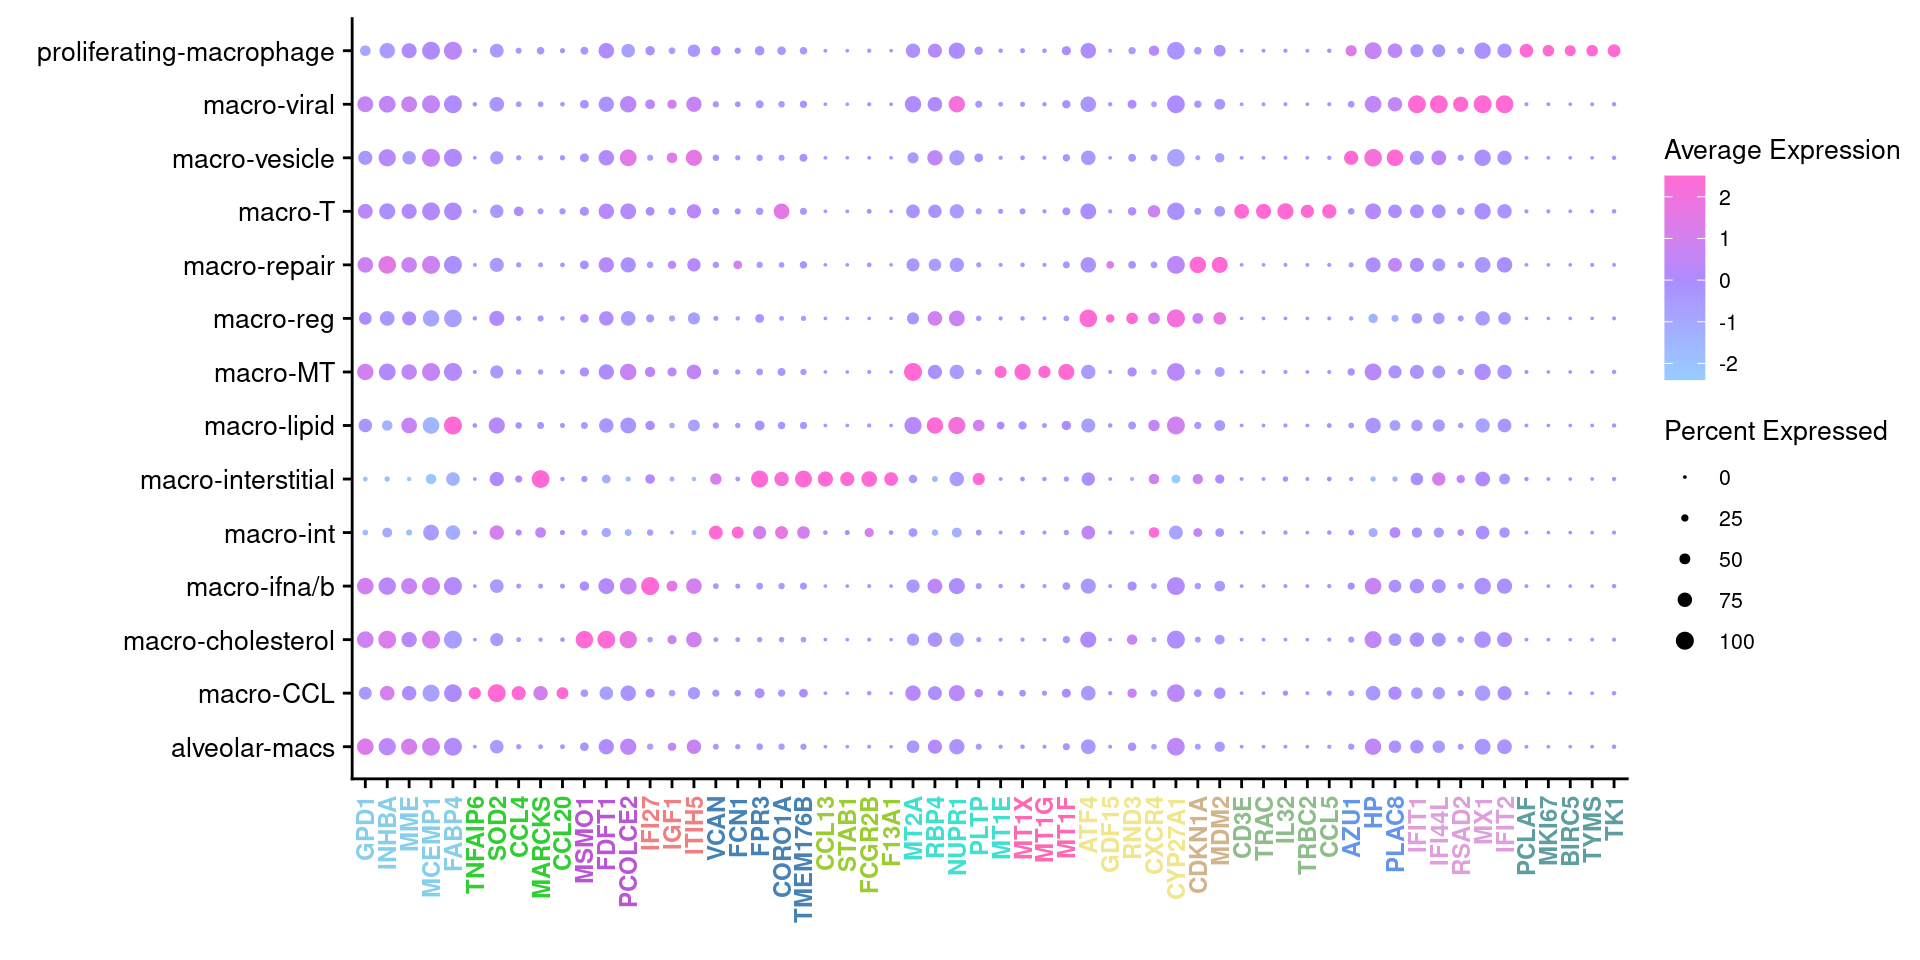 proliferating-macrophage
macro-viral
macro-vesicle
macro-T
macro-repair
macro-reg
macro-MT
macro-lipid
macro-interstitial
macro-int
macro-ifna/b
macro-cholesterol
macro-CCL
alveolar-macs
GPD1
INHBA
MME
MCEMP1
FABP4
TNFAIP6
SOD2
CCL4
MARCKS
CCL20
MSMO1
FDFT1
PCOLCE2
IFI27
IGF1
ITIH5
VCAN
FCN1
FPR3
CORO1A
TMEM176B
CCL13
STAB1
FCGR2B
F13A1
MT2A
RBP4
NUPR1
PLTP
MT1E
MT1X
MT1G
MT1F
ATF4
GDF15
RND3
CXCR4
CYP27A1
CDKN1A
MDM2
CD3E
TRAC
IL32
TRBC2
CCL5
AZU1
HP
PLAC8
IFIT1
IFI44L
RSAD2
MX1
IFIT2
PCLAF
MKI67
BIRC5
TYMS
TK1
Average Expression
2
1
0
-1
-2
Percent Expressed
0
25
50
75
100